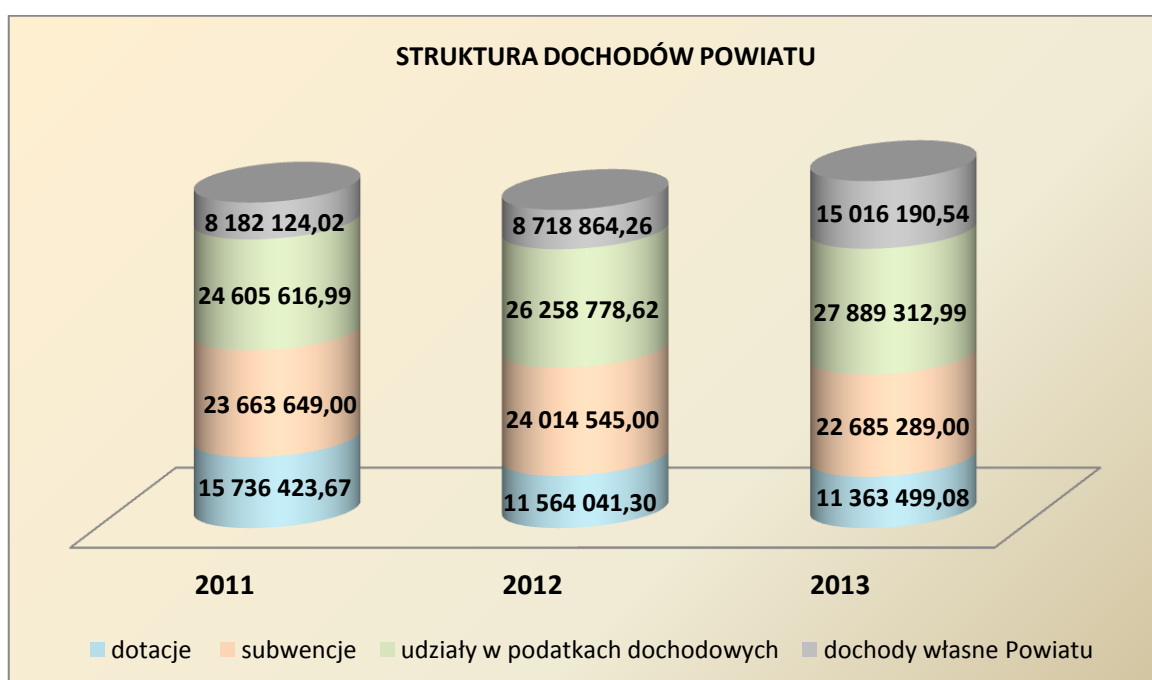 STRUKTURA DOCHODÓW POWIATU
8 182 124,02 8 718 864,26 15 016 190,54
24 605 616,99 26 258 778,62 27 889 312,99
23 663 649,00 24 014 545,00 22 685 289,00
15 736 423,67 11 564 041,30 11 363 499,08
2011 2012 2013
dotacje subwencje udziały w podatkach dochodowych dochody własne Powiatu